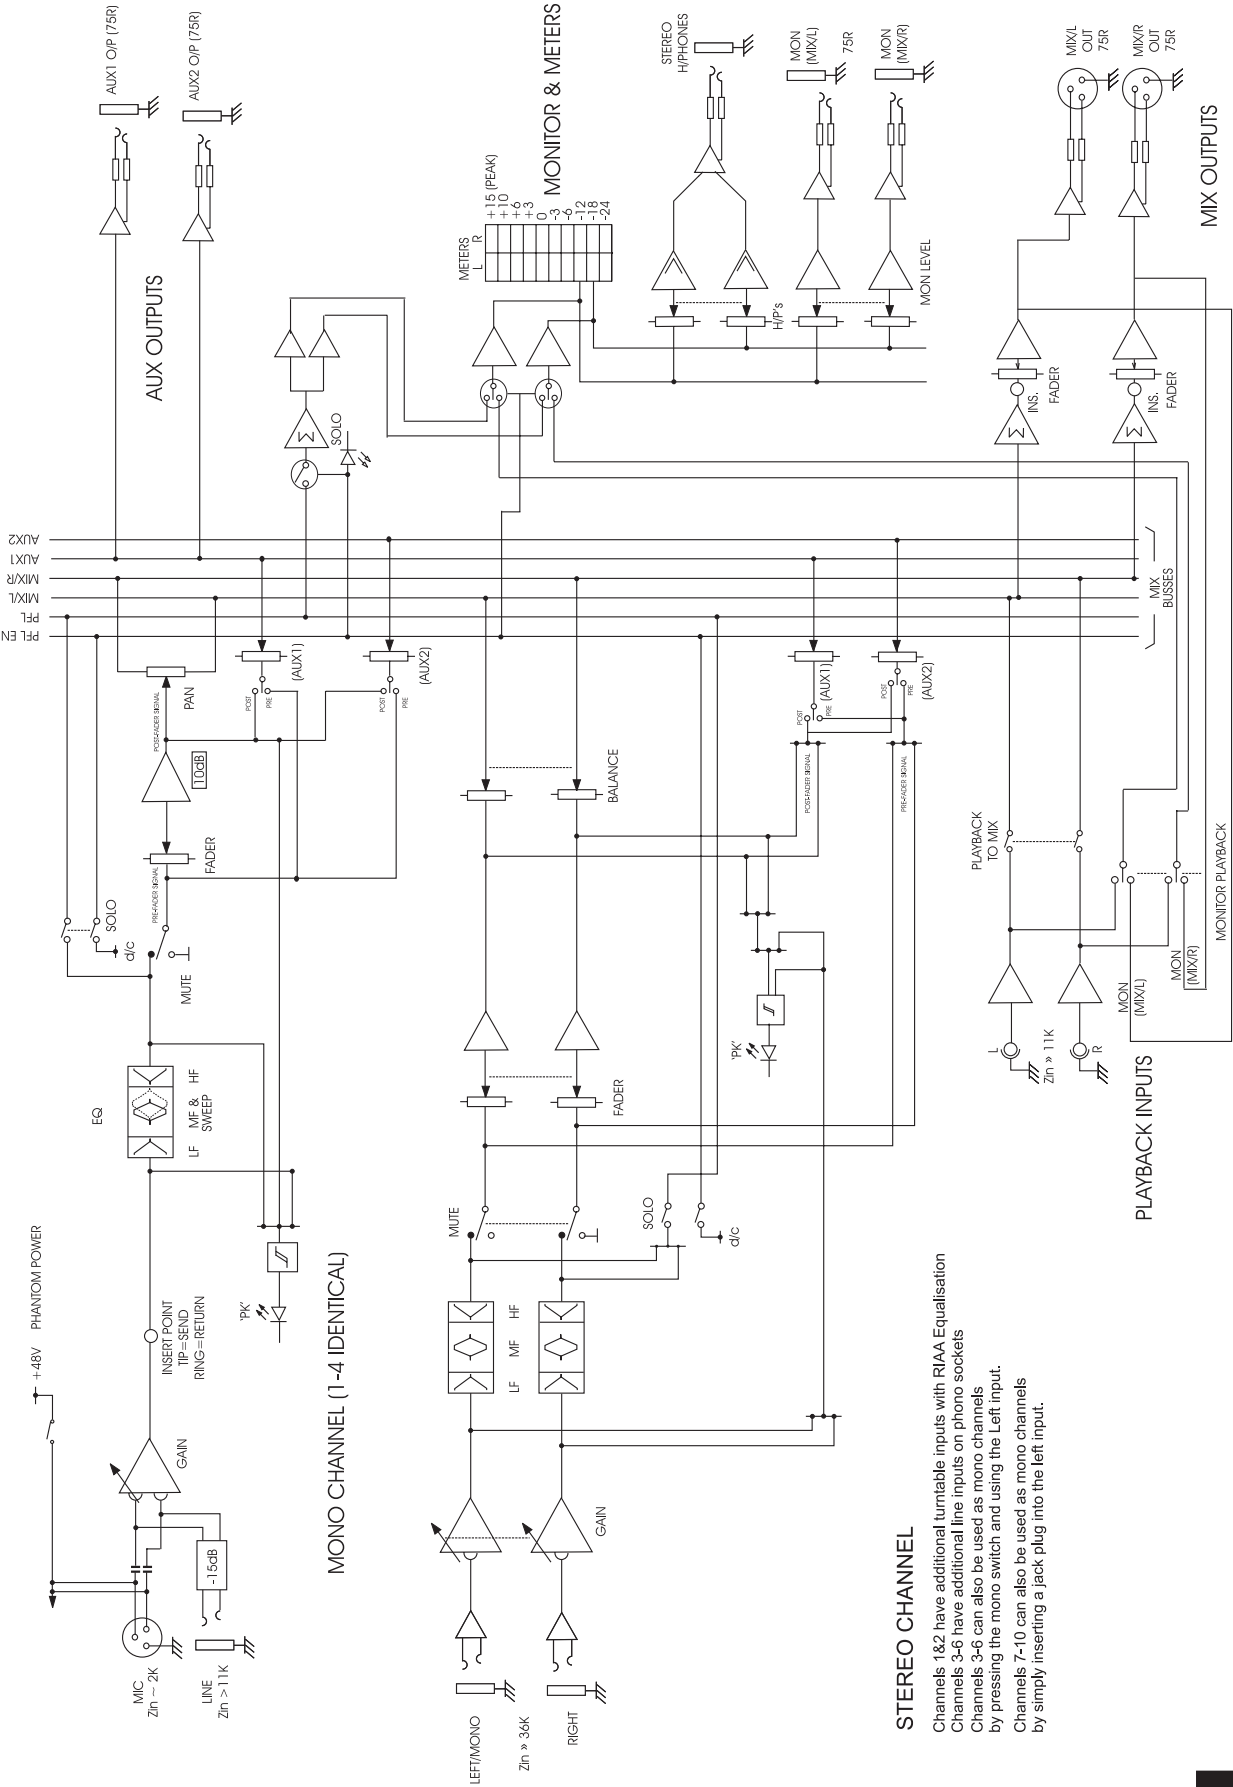 +48V PHANTOM POWER
MIC
Zin ~ 2K
LINE
Zin >11K
-15dB
GAIN
INSERT POINT
TIP=SEND
RING=RETURN
EQ
LF
MF &
SWEEP
HF
'PK'
MUTE
SOLO
d/c
PRE-FADER SIGNAL
FADER
10dB
POST-FADER SIGNAL
PAN
POST
PRE
(AUX1)
POST
PRE
(AUX2)
MONO CHANNEL (1-4 IDENTICAL)
PFL EN
PFL
MIX/L
MIX/R
AUX1
AUX2
AUX1 O/P (75R)
AUX2 O/P (75R)
AUX OUTPUTS
SOLO
METERS
L R
+15 (PEAK)
+10
+6
+3
0
-3
-6
-12
-18
-24
MONITOR & METERS
STEREO
H/PHONES
MON
(MIX/L)
75R
MON
(MIX/R)
H/P's
MON LEVEL
LEFT/MONO
Zin » 36K
RIGHT
GAIN
LF
MF
HF
MUTE
SOLO
d/c
FADER
'PK'
BALANCE
POST-FADER SIGNAL
PRE-FADER SIGNAL
POST
PRE
(AUX1)
POST
PRE
(AUX2)
STEREO CHANNEL
Channels 1&2 have additional turntable inputs with RIAA Equalisation
Channels 3-6 have additional line inputs on phono sockets
Channels 3-6 can also be used as mono channels
by pressing the mono switch and using the Left input.
Channels 7-10 can also be used as mono channels
by simply inserting a jack plug into the left input.
PLAYBACK INPUTS
L
Zin » 11K
R
MON
(MIX/L)
MON
(MIX/R)
MONITOR PLAYBACK
PLAYBACK
TO MIX
MIX
BUSSES
INS.
FADER
INS.
FADER
MIX/L
OUT
75R
MIX/R
OUT
75R
MIX OUTPUTS